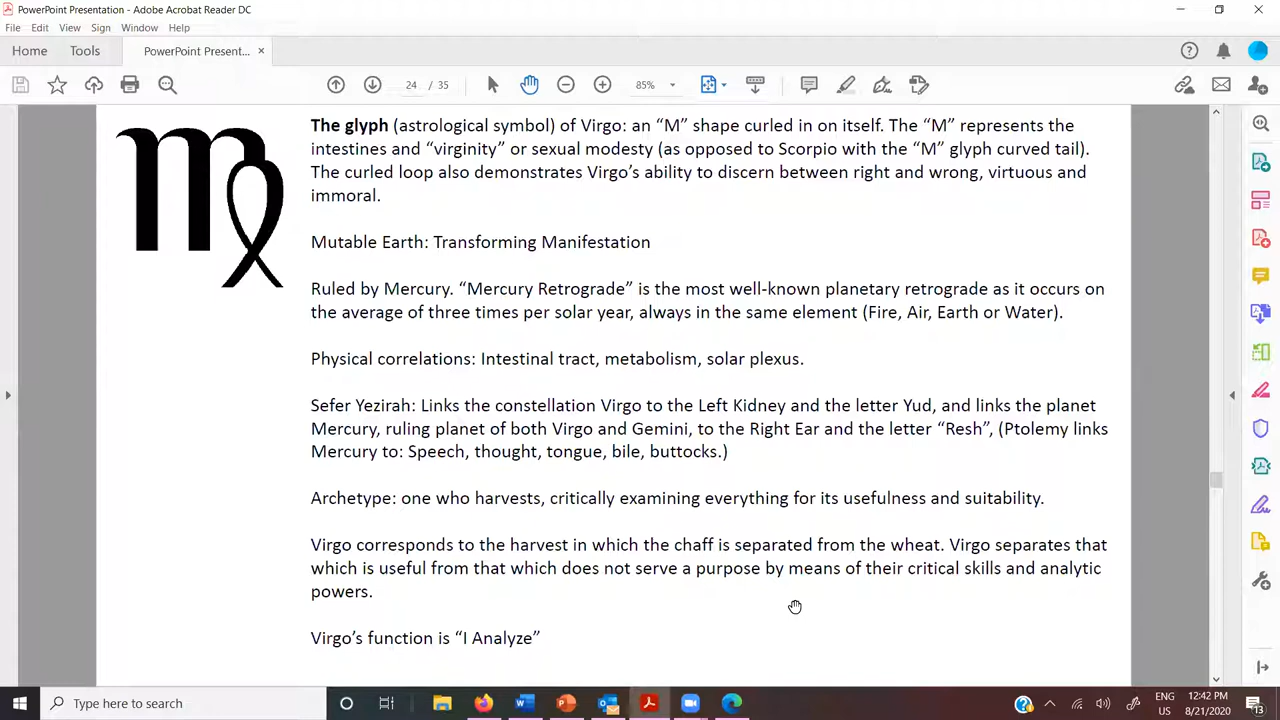 PowerPoint Presentation - Adobe Acrobat Reader DC
File Edit View Sign Window Help
Home Tools PowerPoint Present... ×
24 / 35 85%
The glyph (astrological symbol) of Virgo: an “M” shape curled in on itself. The “M” represents the
intestines and “virginity” or sexual modesty (as opposed to Scorpio with the “M” glyph curved tail).
The curled loop also demonstrates Virgo’s ability to discern between right and wrong, virtuous and
immoral.
Mutable Earth: Transforming Manifestation
Ruled by Mercury. “Mercury Retrograde” is the most well-known planetary retrograde as it occurs on
the average of three times per solar year, always in the same element (Fire, Air, Earth or Water).
Physical correlations: Intestinal tract, metabolism, solar plexus.
Sefer Yezirah: Links the constellation Virgo to the Left Kidney and the letter Yud, and links the planet
Mercury, ruling planet of both Virgo and Gemini, to the Right Ear and the letter “Resh”, (Ptolemy links
Mercury to: Speech, thought, tongue, bile, buttocks.)
Archetype: one who harvests, critically examining everything for its usefulness and suitability.
Virgo corresponds to the harvest in which the chaff is separated from the wheat. Virgo separates that
which is useful from that which does not serve a purpose by means of their critical skills and analytic
powers.
Virgo’s function is “I Analyze”
Type here to search
ENG 12:42 PM
US 8/21/2020 13